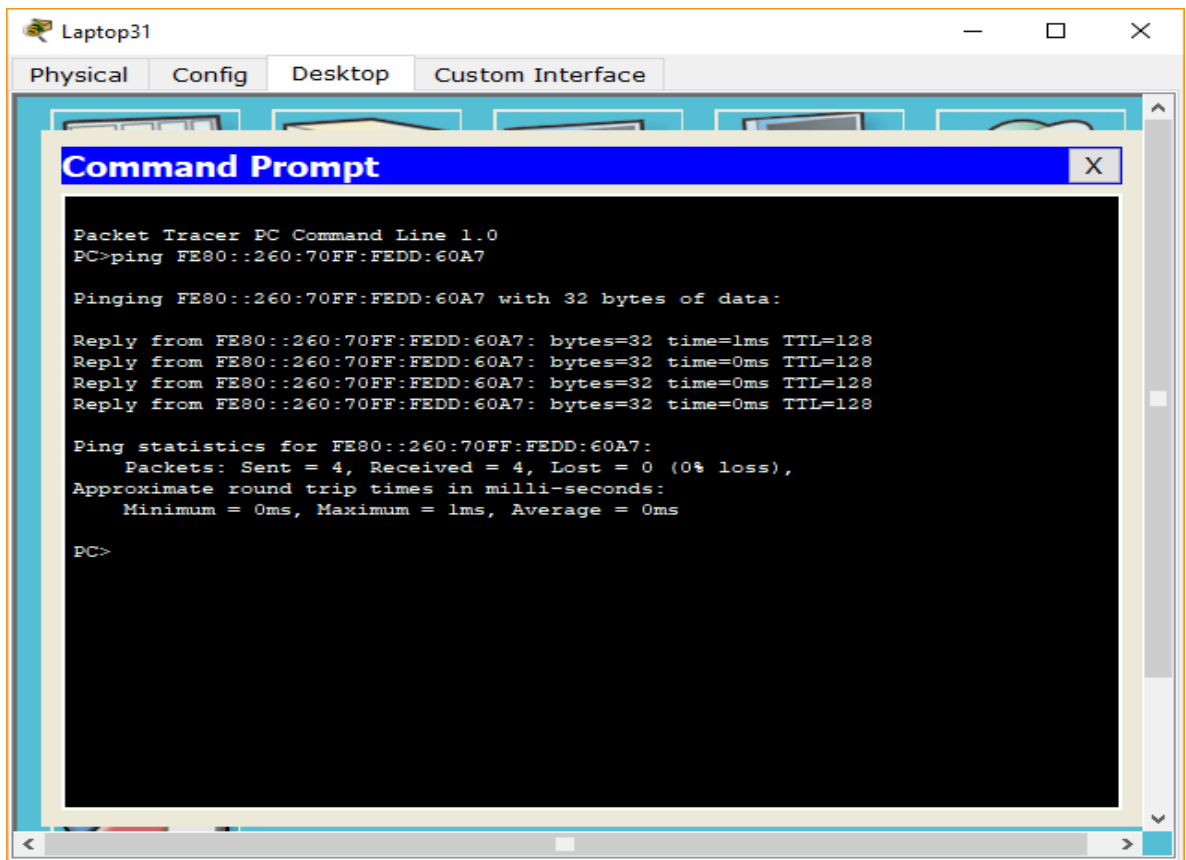 Laptop31
Physical Config Desktop Custom Interface
Command Prompt X
Packet Tracer PC Command Line 1.0
PC>ping FE80::260:70FF:FEDD:60A7
Pinging FE80::260:70FF:FEDD:60A7 with 32 bytes of data:
Reply from FE80::260:70FF:FEDD:60A7: bytes=32 time=1ms TTL=128
Reply from FE80::260:70FF:FEDD:60A7: bytes=32 time=0ms TTL=128
Reply from FE80::260:70FF:FEDD:60A7: bytes=32 time=0ms TTL=128
Reply from FE80::260:70FF:FEDD:60A7: bytes=32 time=0ms TTL=128
Ping statistics for FE80::260:70FF:FEDD:60A7:
Packets: Sent = 4, Received = 4, Lost = 0 (0% loss),
Approximate round trip times in milli-seconds:
Minimum = 0ms, Maximum = 1ms, Average = 0ms
PC>